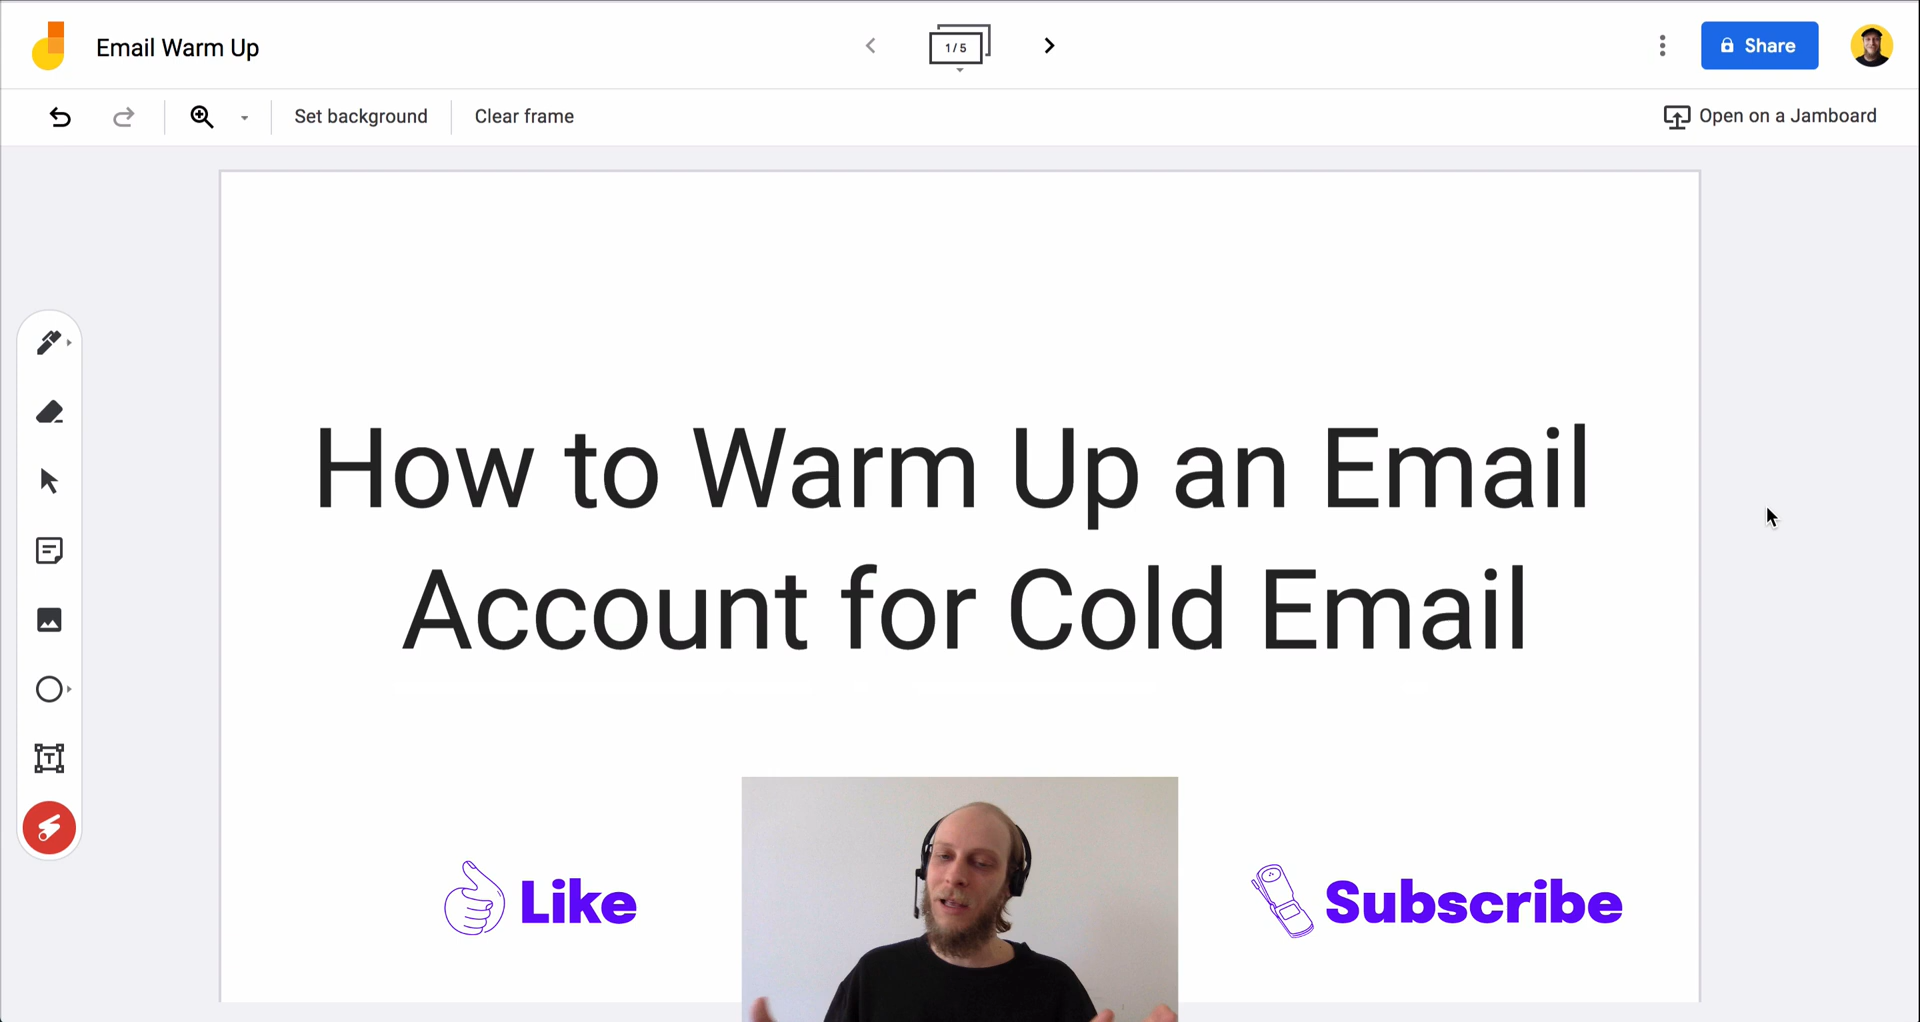 Email Warm Up
1/5
Share
Set background
Clear frame
Open on a Jamboard
How to Warm Up an Email
Account for Cold Email
Like
Subscribe